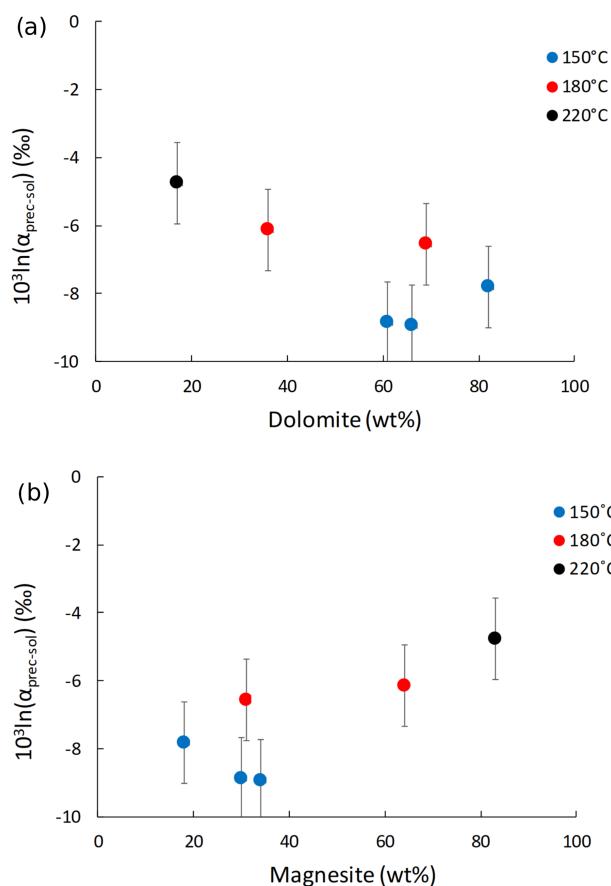 (a)
0
-2
-4
-6
-8
-10
10³ln(αprec-sol) (‰)
150°C
180°C
220°C
0 20 40 60 80 100
Dolomite (wt%)
(b)
0
-2
-4
-6
-8
-10
10³ln(αprec-sol) (‰)
150˚C
180˚C
220˚C
0 20 40 60 80 100
Magnesite (wt%)